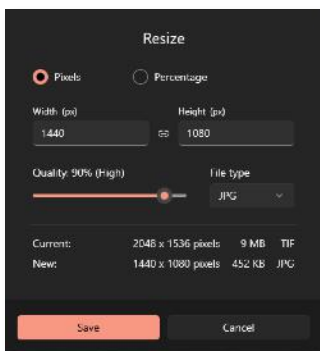 Resize
Pixels Percentage
Width (px) Height (px)
1440 1080
Quality: 90% (High) File type
JPG
Current: 2048 x 1536 pixels 9 MB TIF
New: 1440 x 1080 pixels 452 KB JPG
Save Cancel